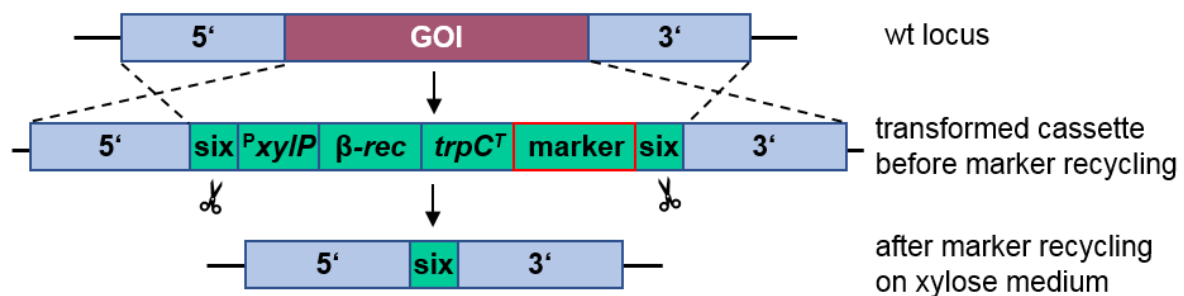 5‘ GOI 3‘ wt locus
5‘ six PxylP β-rec trpCT marker six 3‘ transformed cassette
before marker recycling
5‘ six 3‘ after marker recycling
on xylose medium